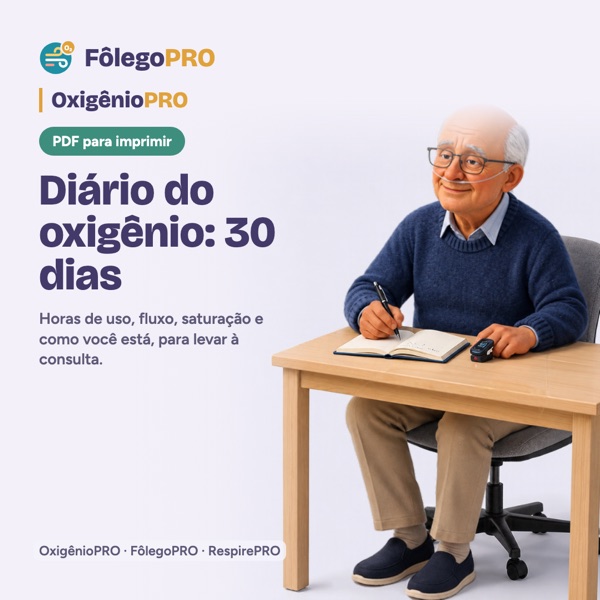 FôlegoPRO
OxigênioPRO
PDF para imprimir
Diário do
oxigênio: 30
dias
Horas de uso, fluxo, saturação e
como você está, para levar à
consulta.
OxigênioPRO · FôlegoPRO · RespirePRO